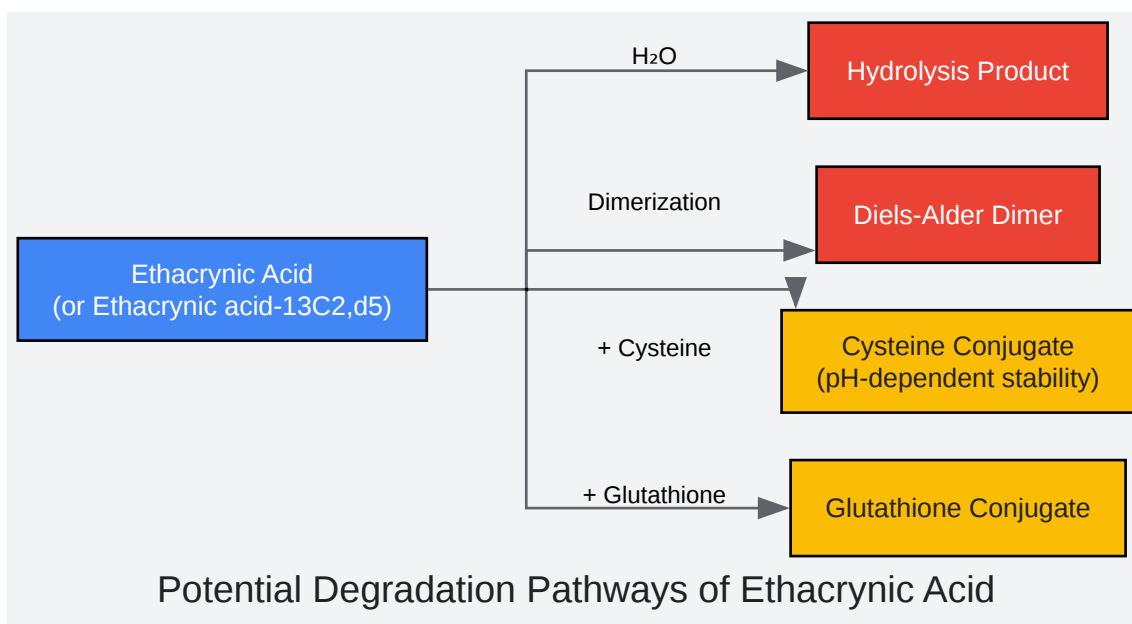 H₂O
Hydrolysis Product
Dimerization
Diels-Alder Dimer
Ethacrynic Acid
(or Ethacrynic acid-13C2,d5)
+ Cysteine
Cysteine Conjugate
(pH-dependent stability)
+ Glutathione
Glutathione Conjugate
Potential Degradation Pathways of Ethacrynic Acid